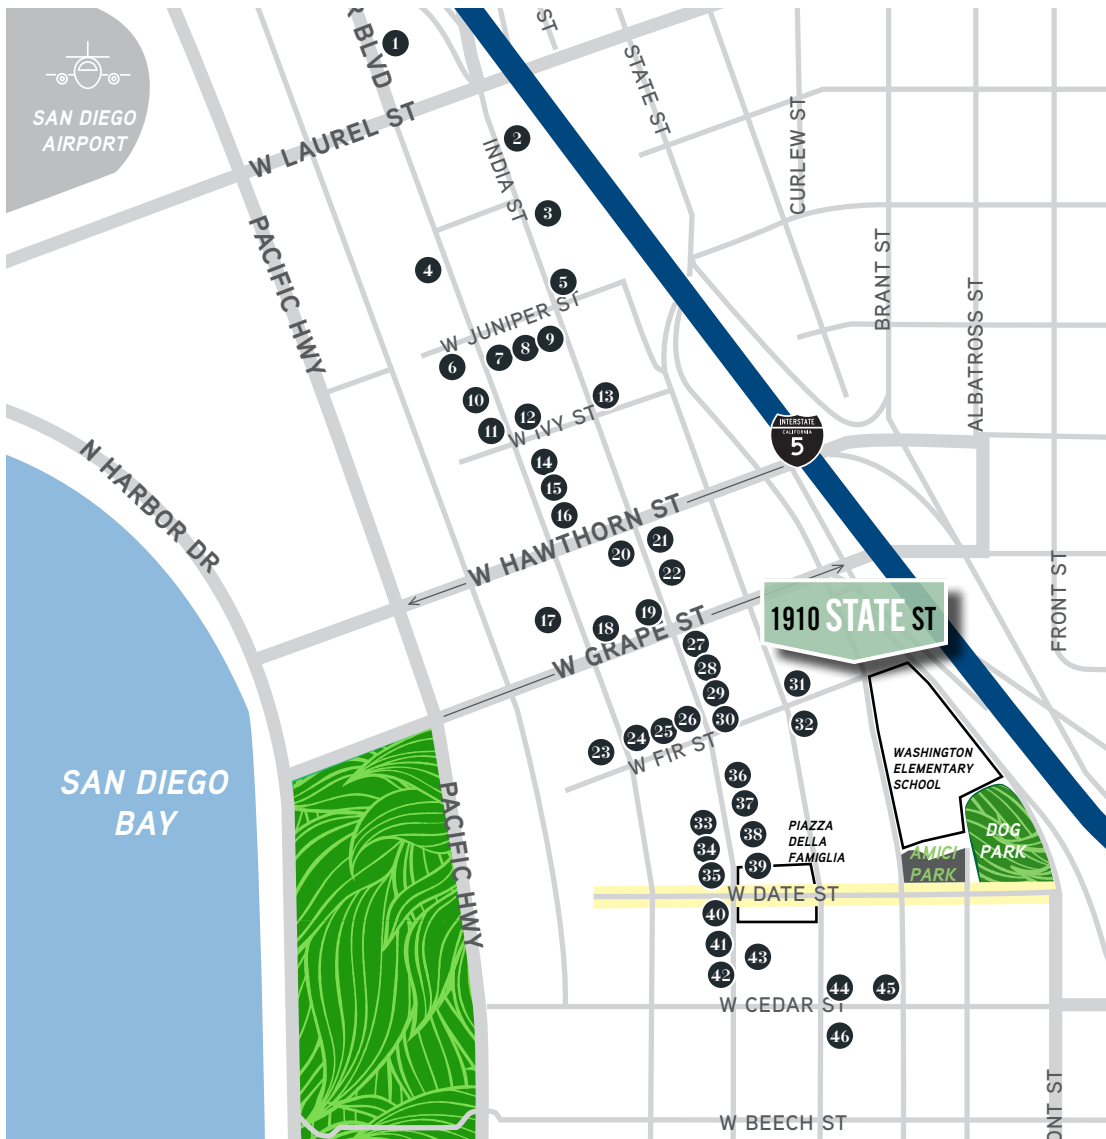 ST
BLVD
1
STATE ST
SAN DIEGO
AIRPORT
W LAUREL ST
CURLEW ST
2
INDIA ST
3
PACIFIC HWY
BRANT ST
4
5
ALBATROSS ST
W JUNIPER ST
6
7
8
9
10
11
12
13
W IVY ST
INTERSTATE
CALIFORNIA
5
14
15
16
N HARBOR DR
W HAWTHORN ST
20
21
22
FRONT ST
17
18
19
W GRAPE ST
1910 STATE ST
27
28
29
30
31
32
23
24
25
26
W FIR ST
WASHINGTON
ELEMENTARY
SCHOOL
SAN DIEGO
BAY
PACIFIC HWY
36
37
38
39
33
34
35
PIAZZA
DELLA
FAMIGLIA
DOG
PARK
AMICI
PARK
W DATE ST
40
41
42
43
44
45
W CEDAR ST
46
W BEECH ST